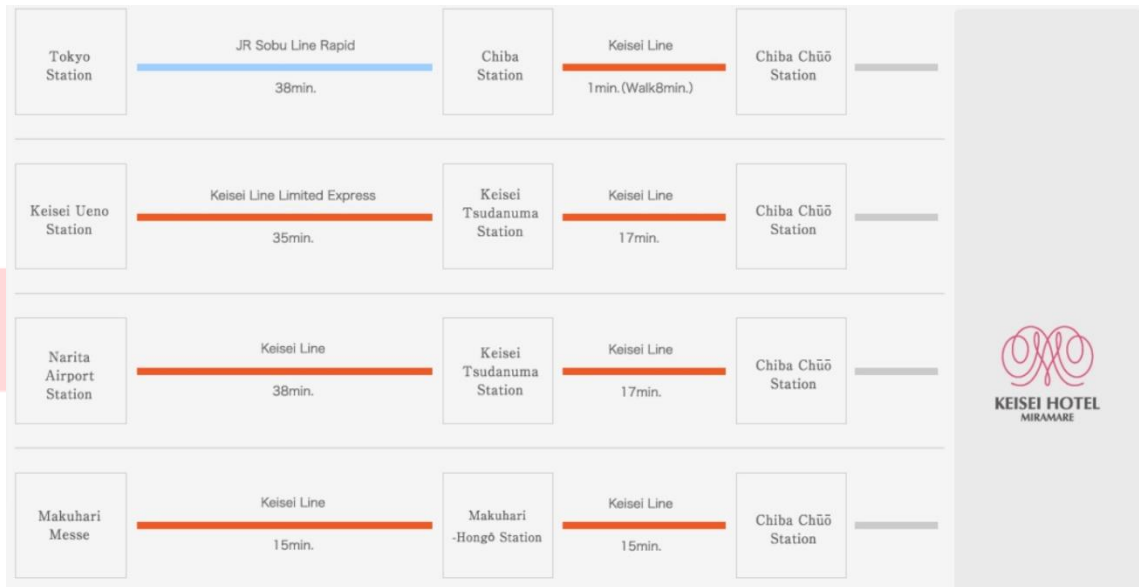 Tokyo
Station
JR Sobu Line Rapid
38min.
Chiba
Station
Keisei Line
1min.(Walk8min.)
Chiba Chūō
Station
Keisei Ueno
Station
Keisei Line Limited Express
35min.
Keisei
Tsudanuma
Station
Keisei Line
17min.
Chiba Chūō
Station
Narita
Airport
Station
Keisei Line
38min.
Keisei
Tsudanuma
Station
Keisei Line
17min.
Chiba Chūō
Station
Makuhari
Messe
Keisei Line
15min.
Makuhari
-Hongō Station
Keisei Line
15min.
Chiba Chūō
Station
KEISEI HOTEL
MIRAMARE